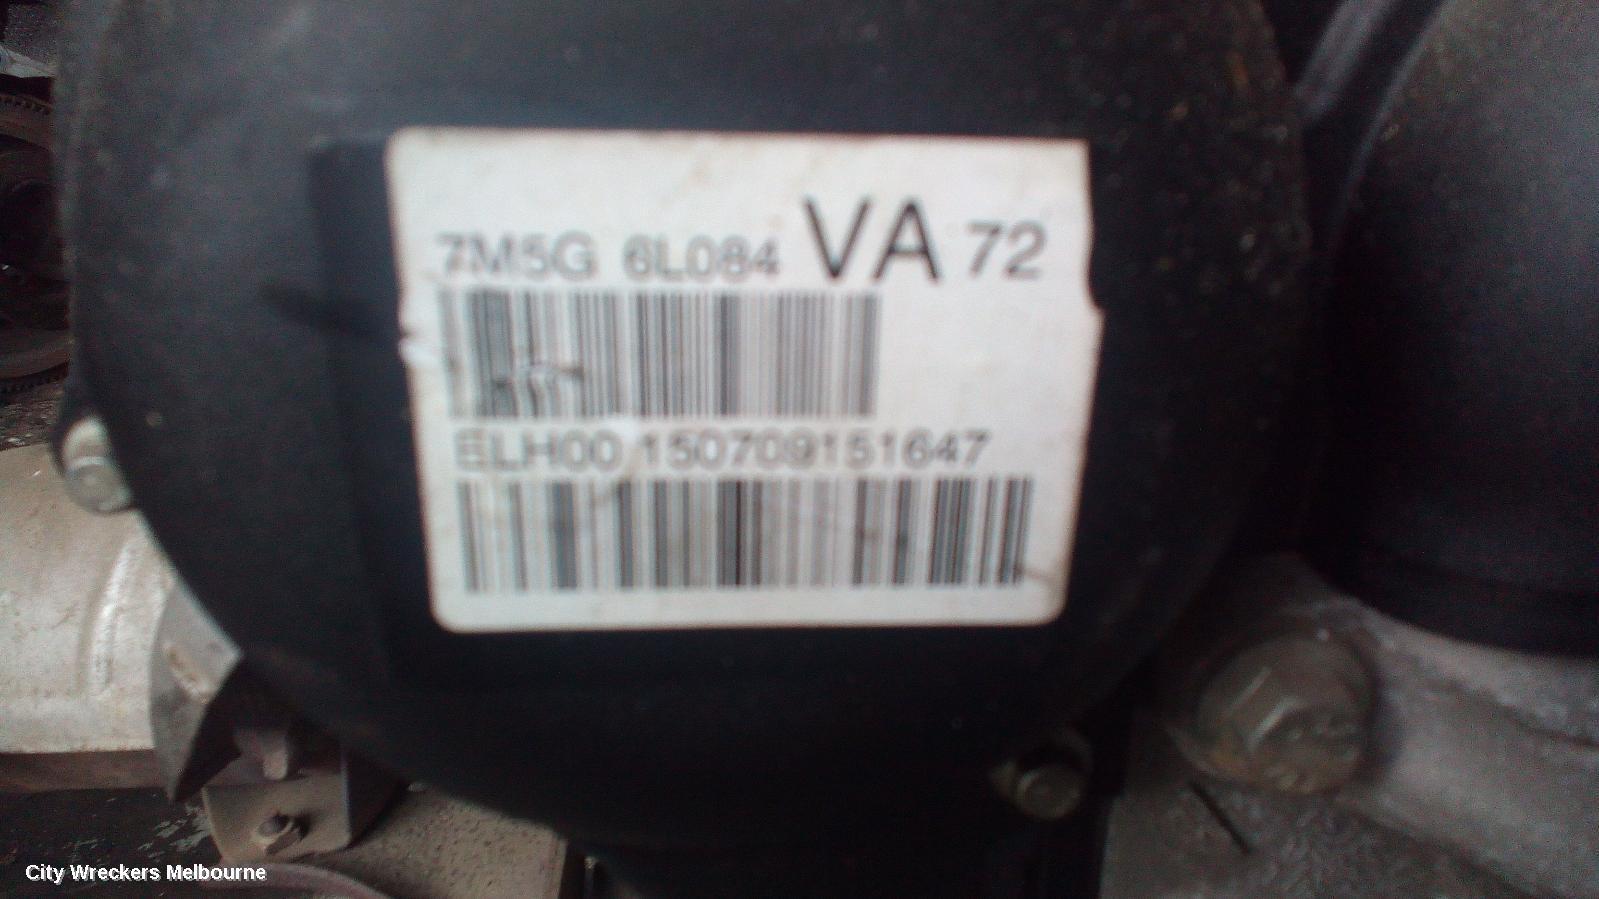 7M5G 6L084 VA 72
ELH00 150709151647
City Wreckers Melbourne